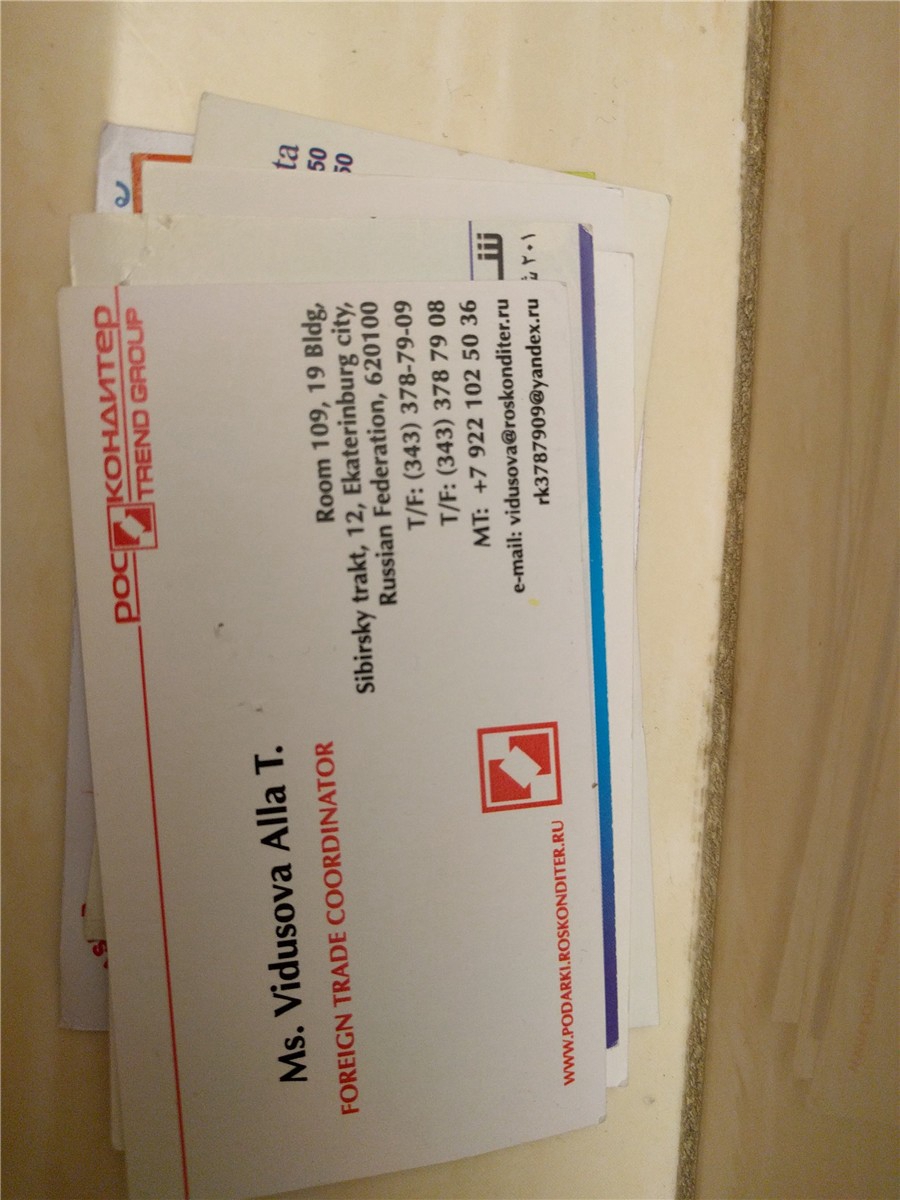 РОС КОНДИТЕР
TREND GROUP
Room 109, 19 Bldg,
Sibirsky trakt, 12, Ekaterinburg city,
Russian Federation, 620100
T/F: (343) 378-79-09
T/F: (343) 378 79 08
MT: +7 922 102 50 36
e-mail: vidusova@roskonditer.ru
rk3787909@yandex.ru
Ms. Vidusova Alla T.
FOREIGN TRADE COORDINATOR
WWW.PODARKI.ROSKONDITER.RU
ta
50
50
٢٠١